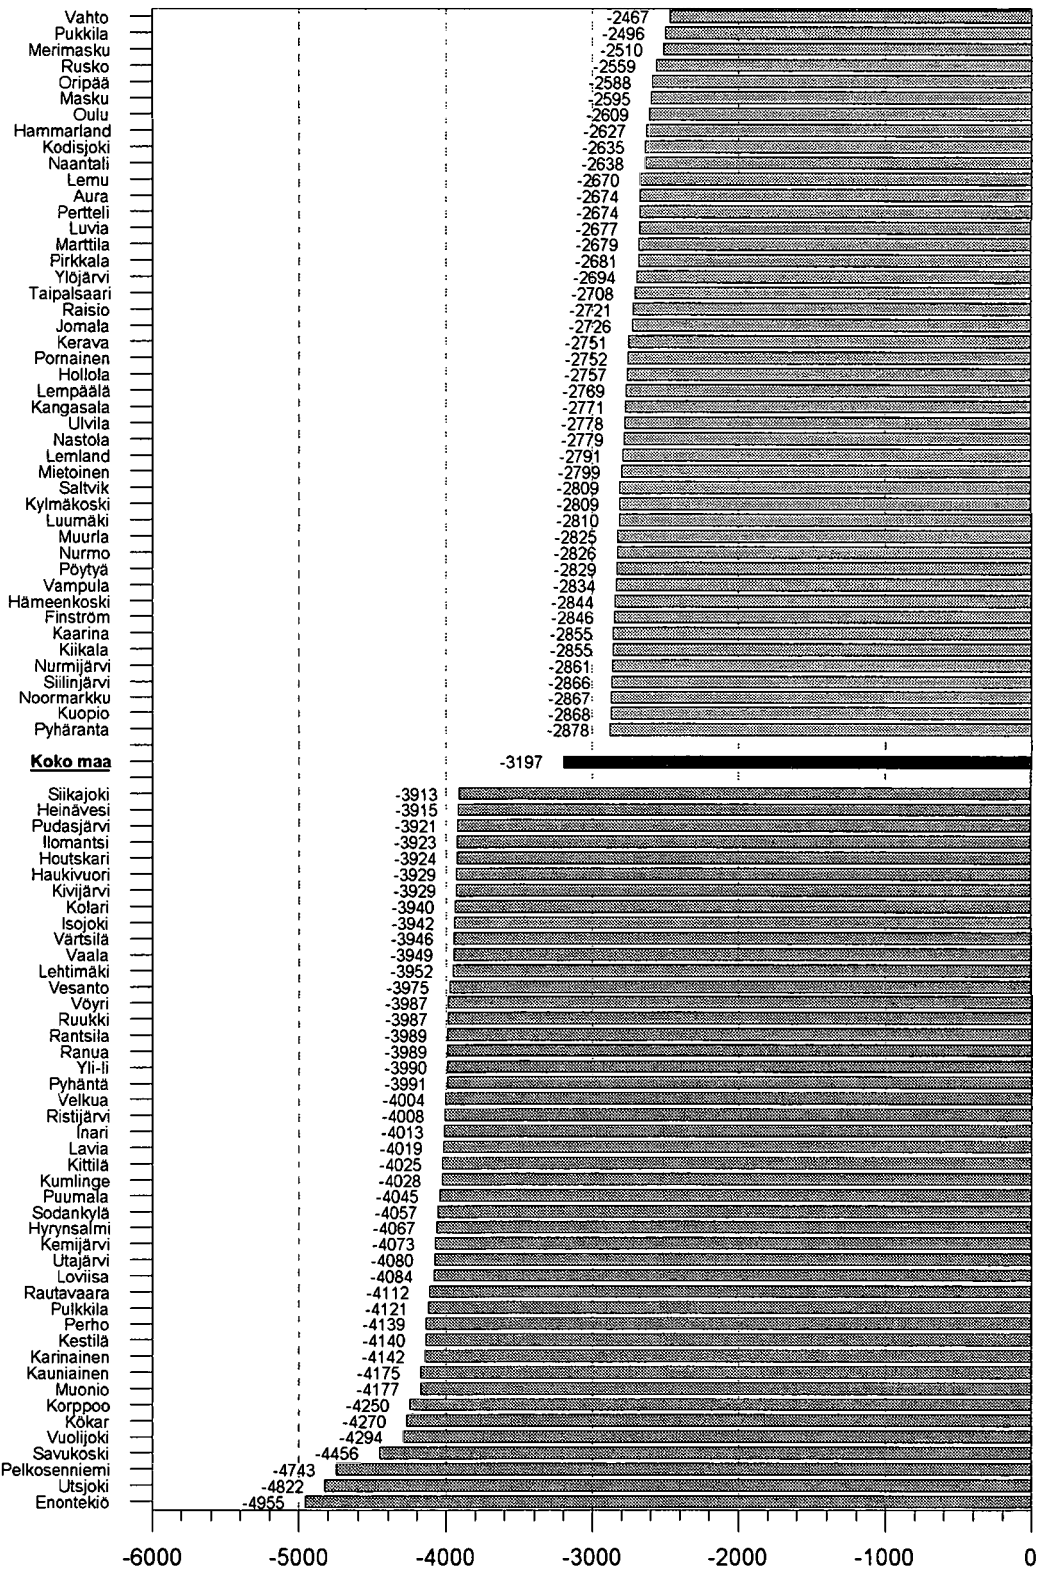 Vahto -2467
Pukkila -2496
Merimasku -2510
Rusko -2559
Oripää -2588
Masku -2595
Oulu -2609
Hammarland -2627
Kodisjoki -2635
Naantali -2638
Lemu -2670
Aura -2674
Pertteli -2674
Luvia -2677
Marttila -2679
Pirkkala -2681
Ylöjärvi -2694
Taipalsaari -2708
Raisio -2721
Jomala -2726
Kerava -2751
Pornainen -2752
Hollola -2757
Lempäälä -2769
Kangasala -2771
Ulvila -2778
Nastola -2779
Lemland -2791
Mietoinen -2799
Saltvik -2809
Kylmäkoski -2809
Luumäki -2810
Muurla -2825
Nurmo -2826
Pöytyä -2829
Vampula -2834
Hämeenkoski -2844
Finström -2846
Kaarina -2855
Kiikala -2855
Nurmijärvi -2861
Siilinjärvi -2866
Noormarkku -2867
Kuopio -2868
Pyhäranta -2878
Koko maa -3197
Siikajoki -3913
Heinävesi -3915
Pudasjärvi -3921
Ilomantsi -3923
Houtskari -3924
Haukivuori -3929
Kivijärvi -3929
Kolari -3940
Isojoki -3942
Värtsilä -3946
Vaala -3949
Lehtimäki -3952
Vesanto -3975
Vöyri -3987
Ruukki -3987
Rantsila -3989
Ranua -3989
Yli-Ii -3990
Pyhäntä -3991
Velkua -4004
Ristijärvi -4008
Inari -4013
Lavia -4019
Kittilä -4025
Kumlinge -4028
Puumala -4045
Sodankylä -4057
Hyrynsalmi -4067
Kemijärvi -4073
Utajärvi -4080
Loviisa -4084
Rautavaara -4112
Pulkkila -4121
Perho -4139
Kestilä -4140
Karinainen -4142
Kauniainen -4175
Muonio -4177
Korppoo -4250
Kökar -4270
Vuolijoki -4294
Savukoski -4456
Pelkosenniemi -4743
Utsjoki -4822
Enontekiö -4955
-6000 -5000 -4000 -3000 -2000 -1000 0